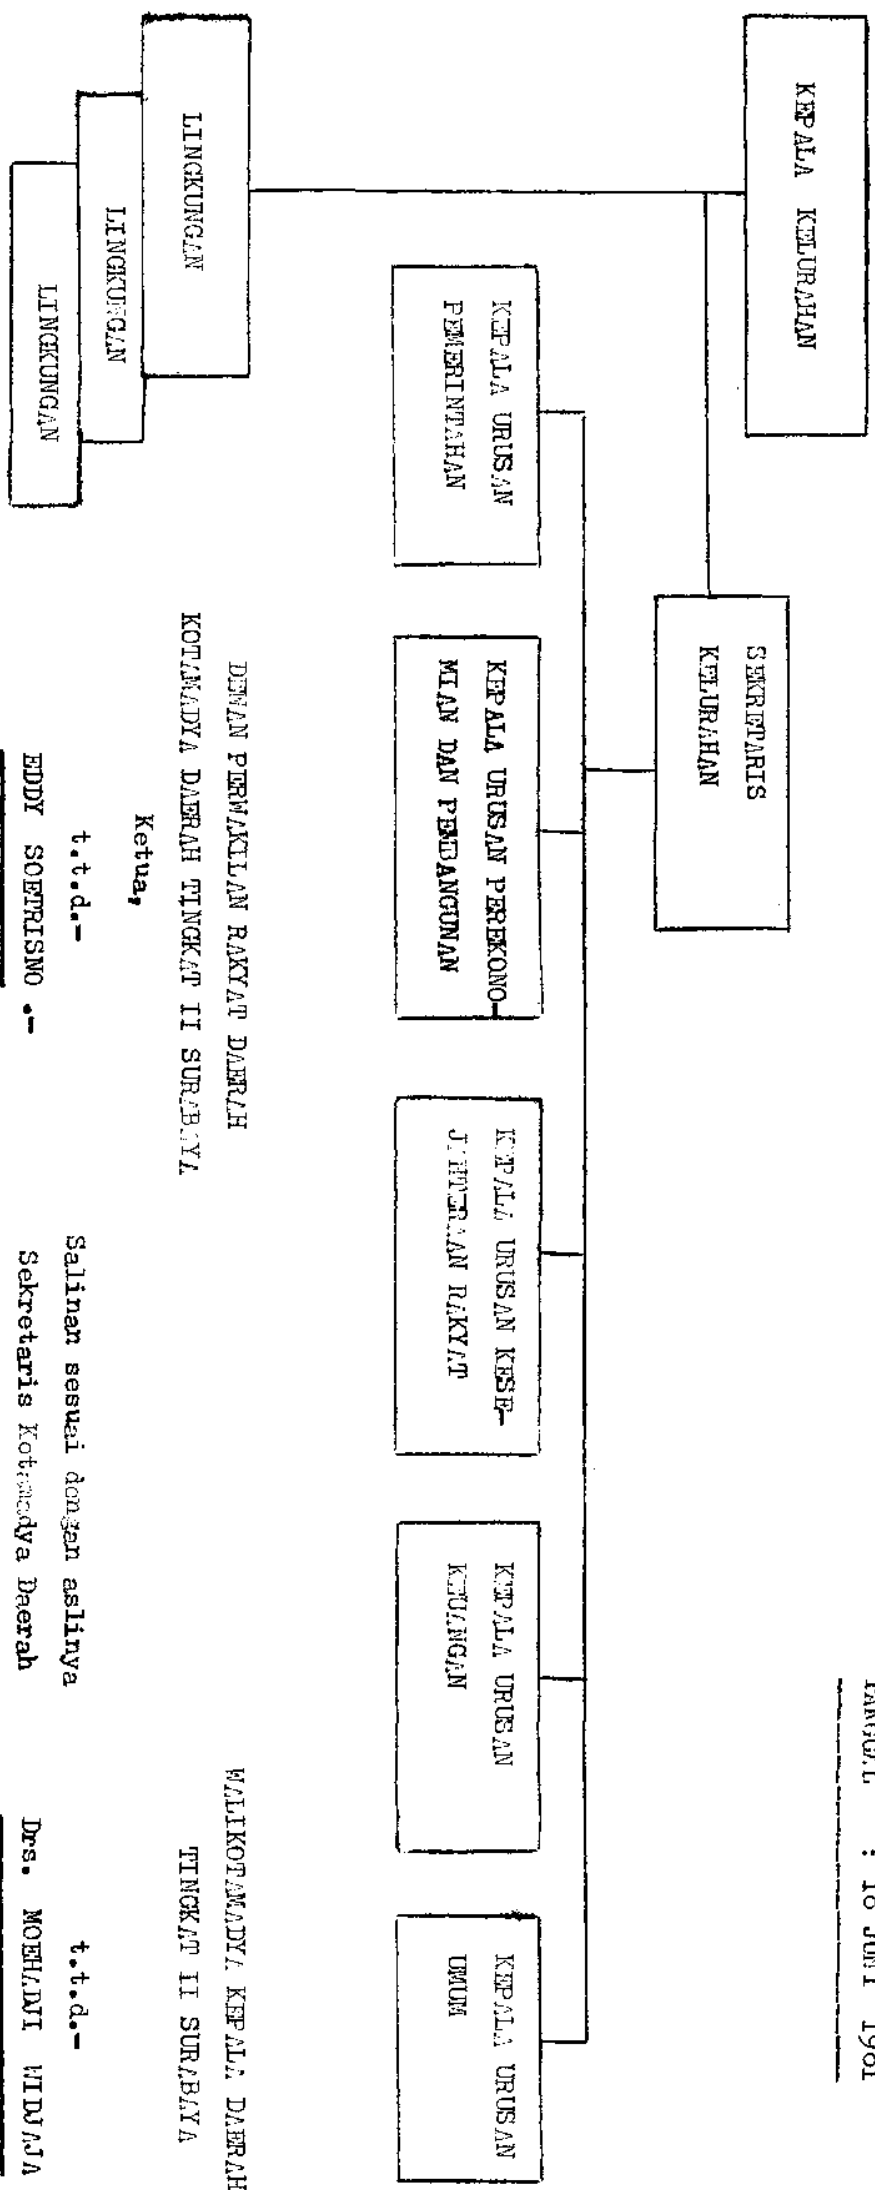 TANGGAL : 18 JUNI 1981
KEPALA KELURAHAN
SEKRETARIS
KELURAHAN
KEPALA URUSAN
PEMERINTAHAN
KEPALA URUSAN PEREKONO-
MIAN DAN PEMBANGUNAN
KEPALA URUSAN KESE-
JAHTERAAN RAKYAT
KEPALA URUSAN
KEUANGAN
KEPALA URUSAN
UMUM
LINGKUNGAN
LINGKUNGAN
LINGKUNGAN
DEWAN PERWAKILAN RAKYAT DAERAH
KOTAMADYA DAERAH TINGKAT II SURABAYA
Ketua,
t.t.d.-
EDDY SOETRISNO .-
WALIKOTAMADYA KEPALA DAERAH
TINGKAT II SURABAYA
t.t.d.-
Drs. MOEHADJI WIDJAJA
Salinan sesuai dengan aslinya
Sekretaris Kotamadya Daerah